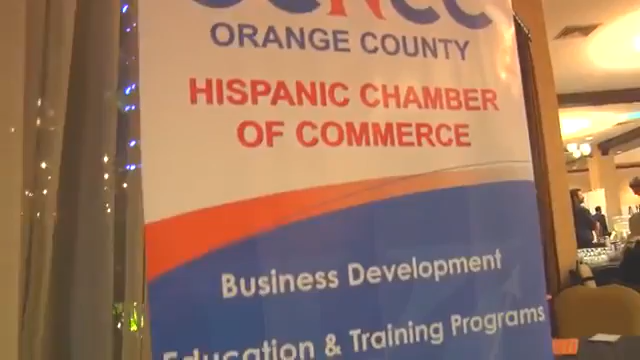 ORANGE COUNTY
HISPANIC CHAMBER
OF COMMERCE
Business Development
Education & Training Programs